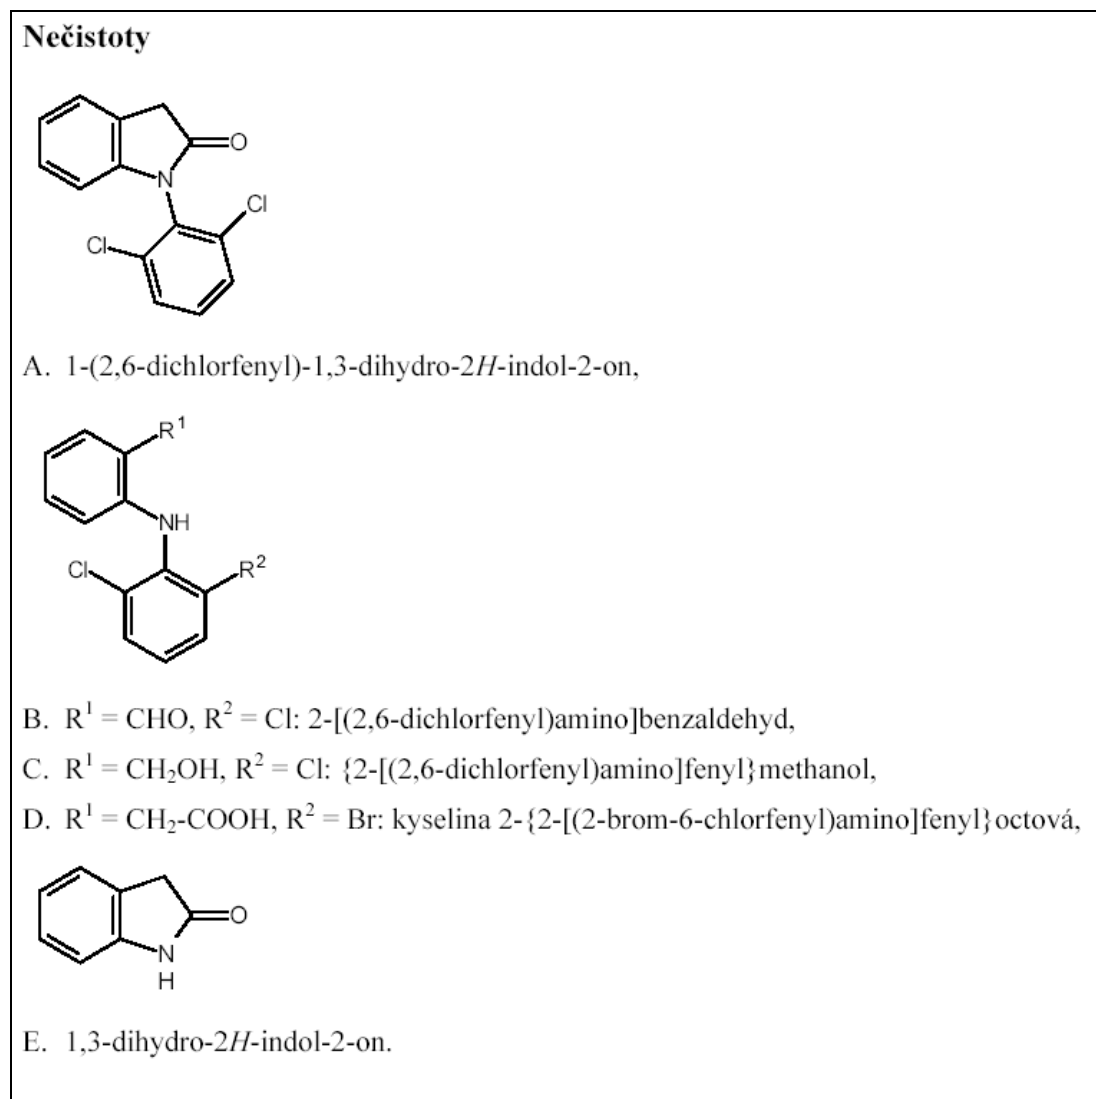 Nečistoty
O
N
Cl
Cl
A. 1-(2,6-dichlorfenyl)-1,3-dihydro-2H-indol-2-on,
R¹
NH
Cl
R²
B. R¹ = CHO, R² = Cl: 2-[(2,6-dichlorfenyl)amino]benzaldehyd,
C. R¹ = CH₂OH, R² = Cl: {2-[(2,6-dichlorfenyl)amino]fenyl}methanol,
D. R¹ = CH₂-COOH, R² = Br: kyselina 2-{2-[(2-brom-6-chlorfenyl)amino]fenyl}octová,
O
N
H
E. 1,3-dihydro-2H-indol-2-on.